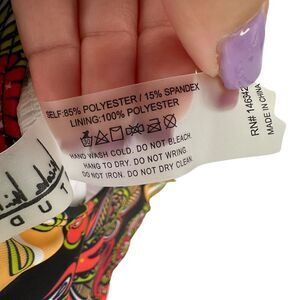 SELF:85% POLYESTER / 15% SPANDEX
LINING:100% POLYESTER
HAND WASH COLD. DO NOT BLEACH.
HANG TO DRY. DO NOT WRING
DO NOT IRON. DO NOT DRY CLEAN
MADE IN CHINA